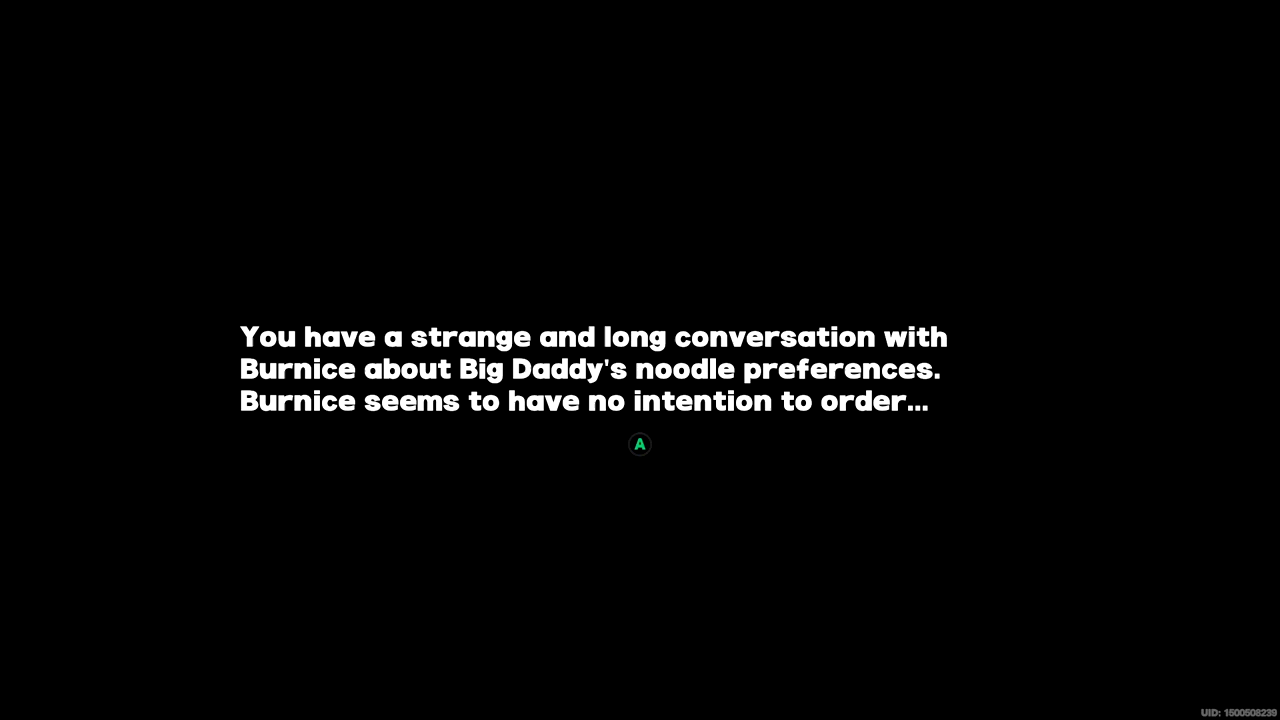 You have a strange and long conversation with
Burnice about Big Daddy's noodle preferences.
Burnice seems to have no intention to order...
A
UID: 1500508239